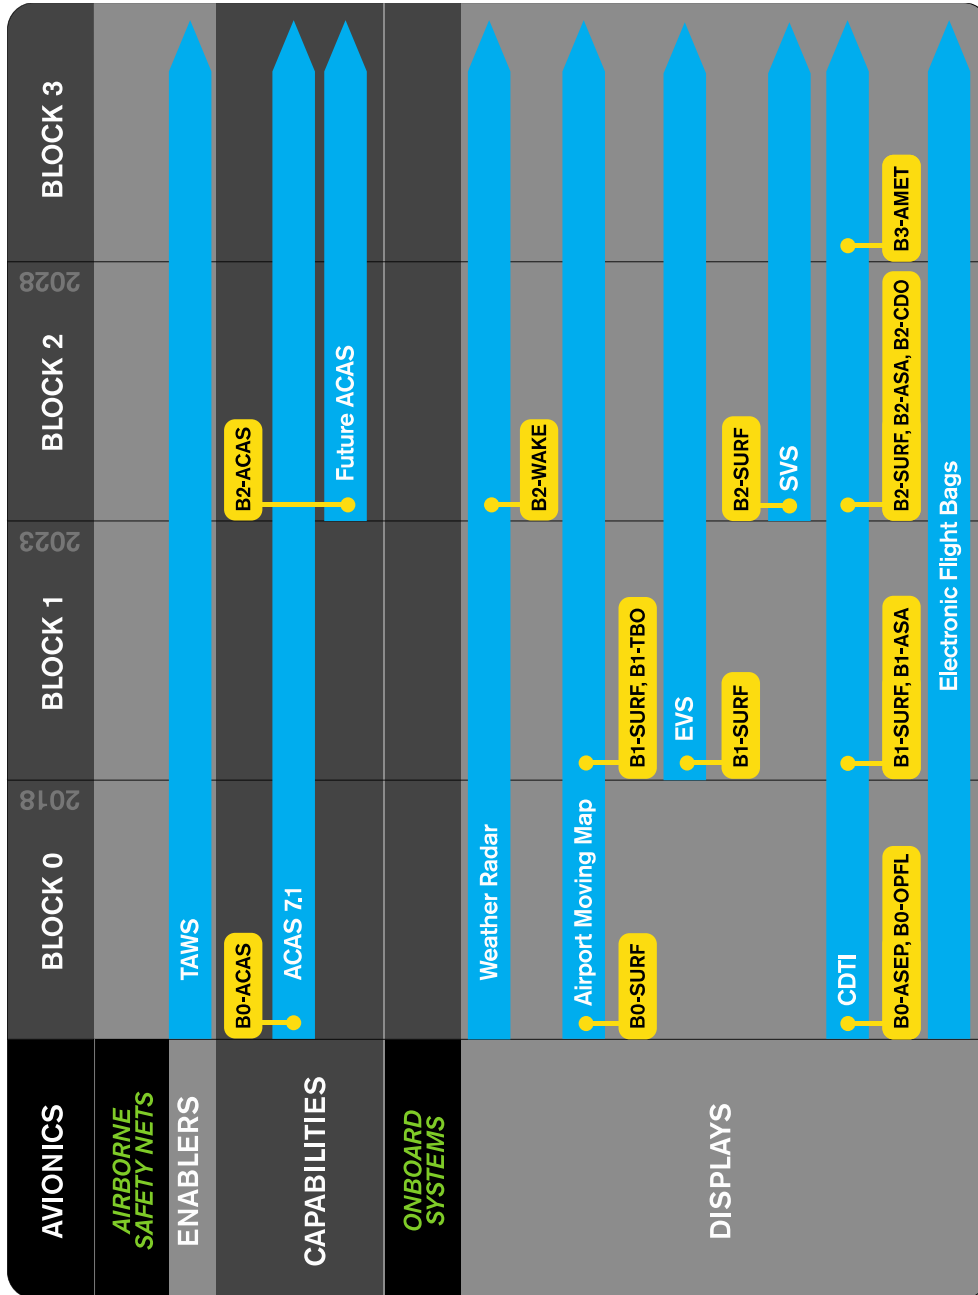 AVIONICS
BLOCK 0
2018
BLOCK 1
2023
BLOCK 2
2028
BLOCK 3
AIRBORNE
SAFETY NETS
ENABLERS
TAWS
CAPABILITIES
B0-ACAS
B2-ACAS
ACAS 7.1
Future ACAS
ONBOARD
SYSTEMS
DISPLAYS
Weather Radar
B2-WAKE
Airport Moving Map
B0-SURF
B1-SURF, B1-TBO
EVS
B1-SURF
B2-SURF
SVS
CDTI
B0-ASEP, B0-OPFL
B1-SURF, B1-ASA
B2-SURF, B2-ASA, B2-CDO
B3-AMET
Electronic Flight Bags